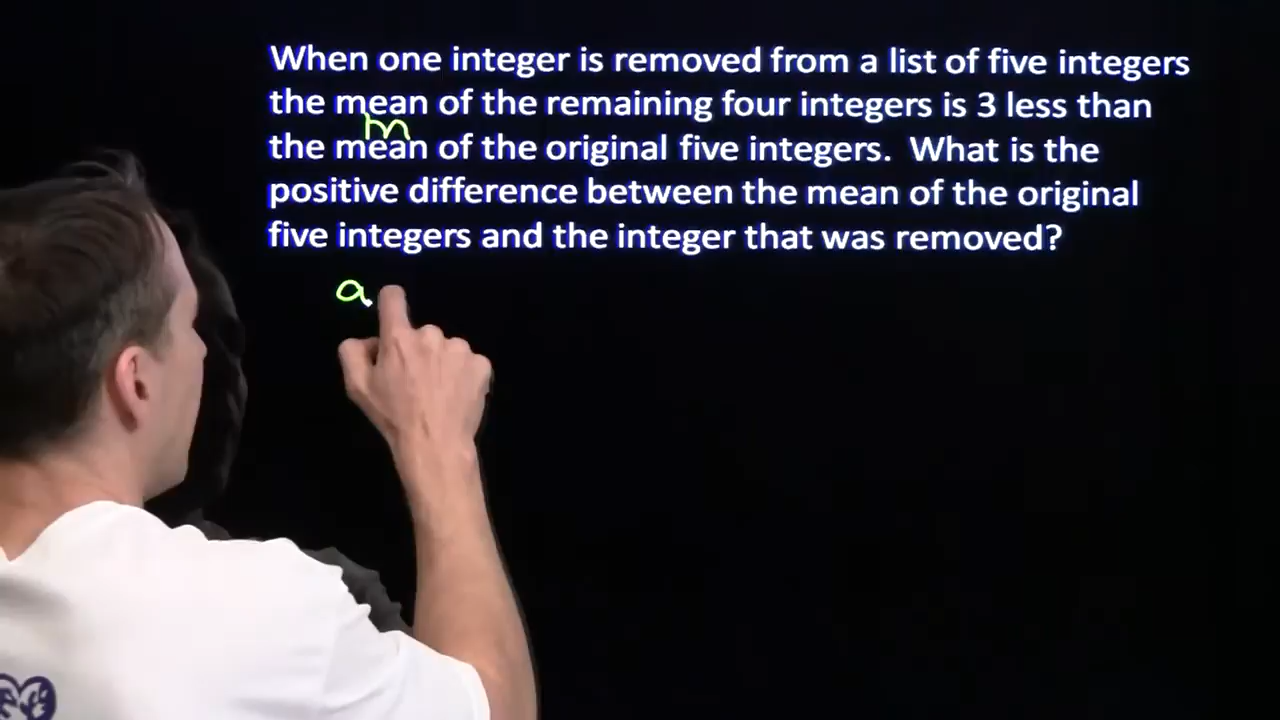 When one integer is removed from a list of five integers
the mean of the remaining four integers is 3 less than
m
the mean of the original five integers.  What is the
positive difference between the mean of the original
five integers and the integer that was removed?
a